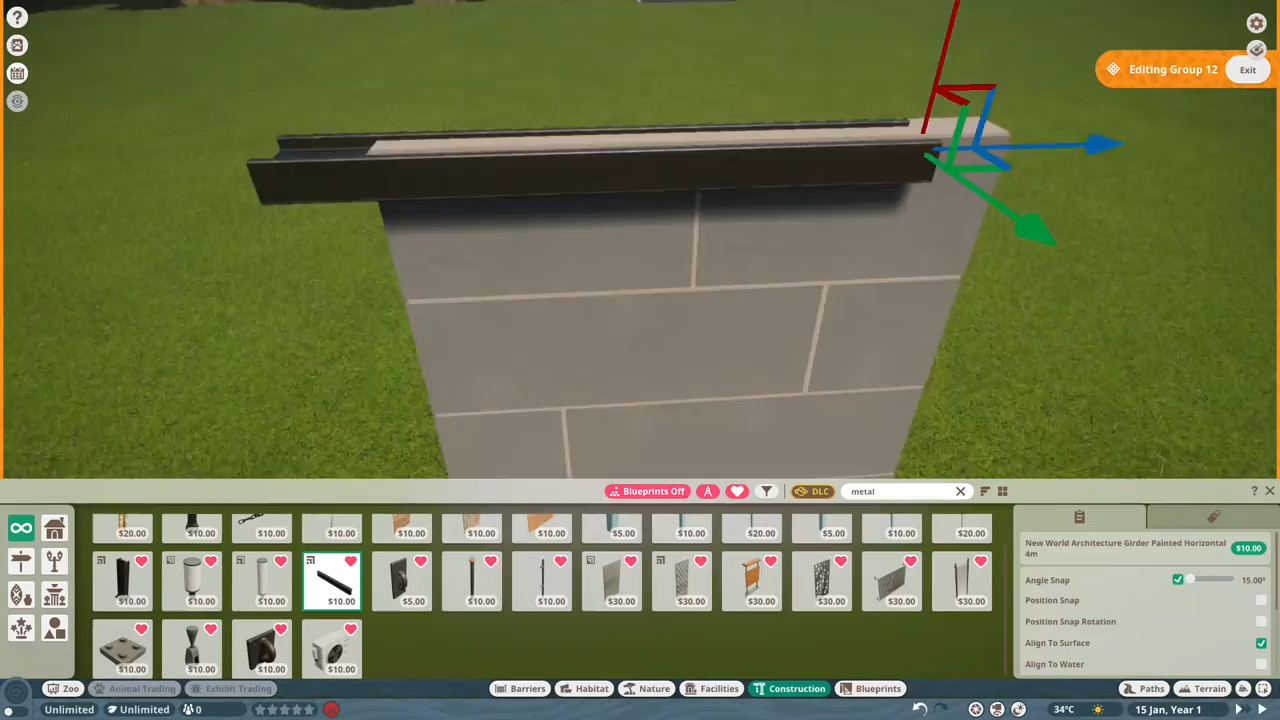 Editing Group 12
Exit
Blueprints Off
DLC
metal
$20.00 $10.00 $10.00 $10.00 $10.00 $10.00 $10.00 $5.00 $10.00 $20.00 $5.00 $10.00 $20.00
$10.00 $10.00 $10.00 $10.00 $5.00 $10.00 $10.00 $30.00 $30.00 $10.00 $30.00 $30.00 $30.00
$10.00 $10.00 $10.00 $10.00
New World Architecture Girder Painted Horizontal
4m
$10.00
Angle Snap
15.00°
Position Snap
Position Snap Rotation
Align To Surface
Align To Water
Zoo Animal Trading Exhibit Trading Barriers Habitat Nature Facilities Construction Blueprints Paths Terrain
Unlimited Unlimited 0 34°C 15 Jan, Year 1